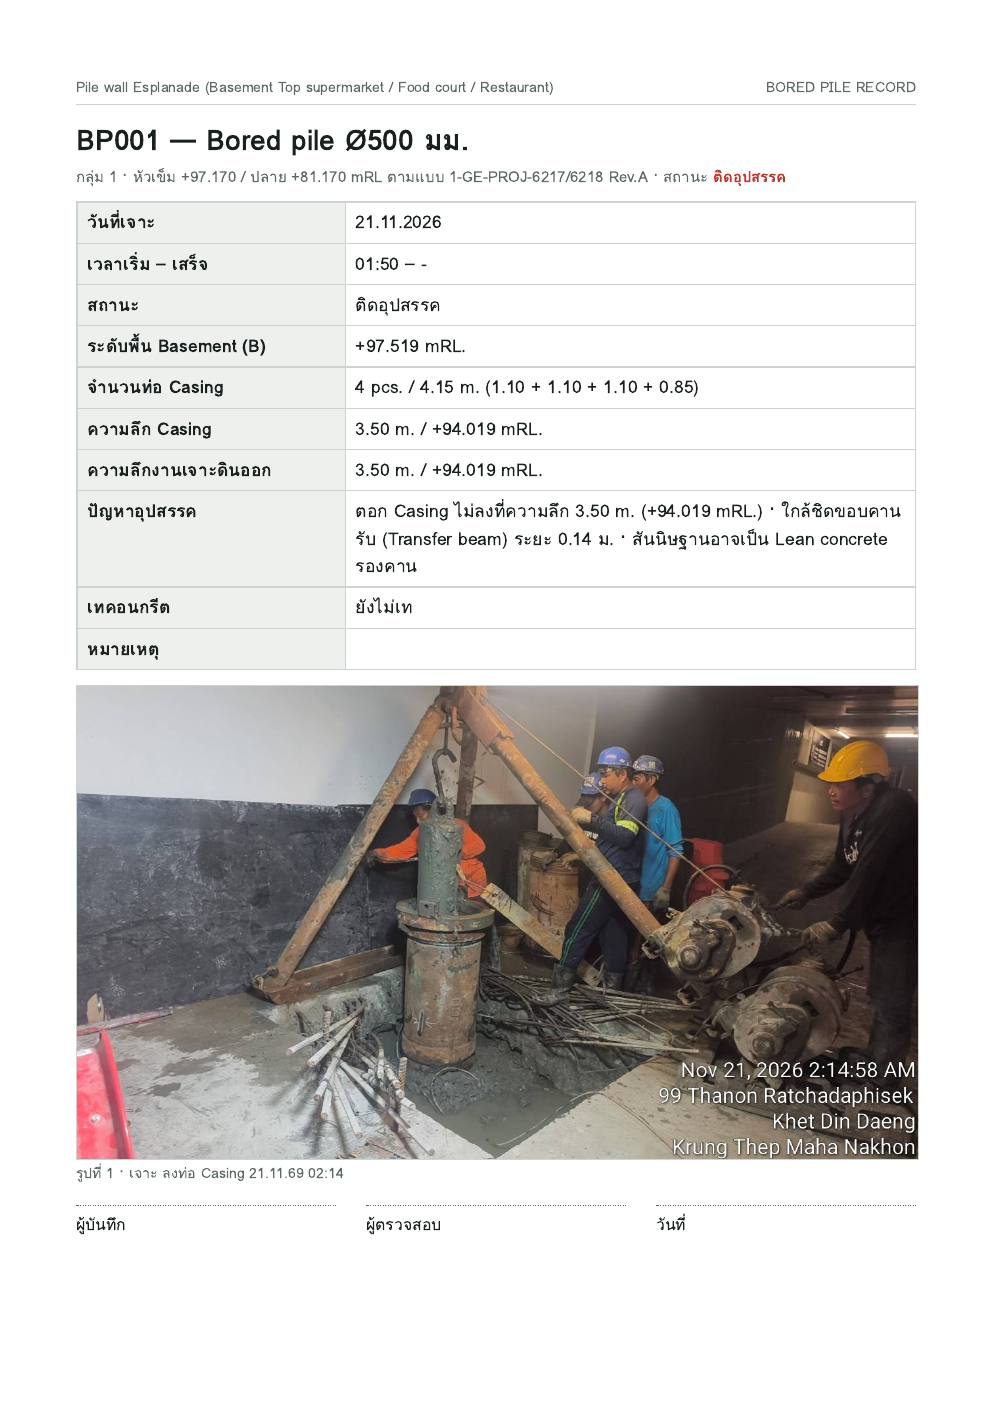 Pile wall Esplanade (Basement Top supermarket / Food court / Restaurant) BORED PILE RECORD
BP001 — Bored pile Ø500 มม.
กลุ่ม 1 · หัวเข็ม +97.170 / ปลาย +81.170 mRL ตามแบบ 1-GE-PROJ-6217/6218 Rev.A · สถานะ ติดอุปสรรค
วันที่เจาะ 21.11.2026
เวลาเริ่ม – เสร็จ 01:50 – -
สถานะ ติดอุปสรรค
ระดับพื้น Basement (B) +97.519 mRL.
จำนวนท่อ Casing 4 pcs. / 4.15 m. (1.10 + 1.10 + 1.10 + 0.85)
ความลึก Casing 3.50 m. / +94.019 mRL.
ความลึกงานเจาะดินออก 3.50 m. / +94.019 mRL.
ปัญหาอุปสรรค ตอก Casing ไม่ลงที่ความลึก 3.50 m. (+94.019 mRL.) · ใกล้ชิดขอบคาน
รับ (Transfer beam) ระยะ 0.14 ม. · สันนิษฐานอาจเป็น Lean concrete
รองคาน
เทคอนกรีต ยังไม่เท
หมายเหตุ
Nov 21, 2026 2:14:58 AM
99 Thanon Ratchadaphisek
Khet Din Daeng
Krung Thep Maha Nakhon
รูปที่ 1 · เจาะ ลงท่อ Casing 21.11.69 02:14
ผู้บันทึก ผู้ตรวจสอบ วันที่